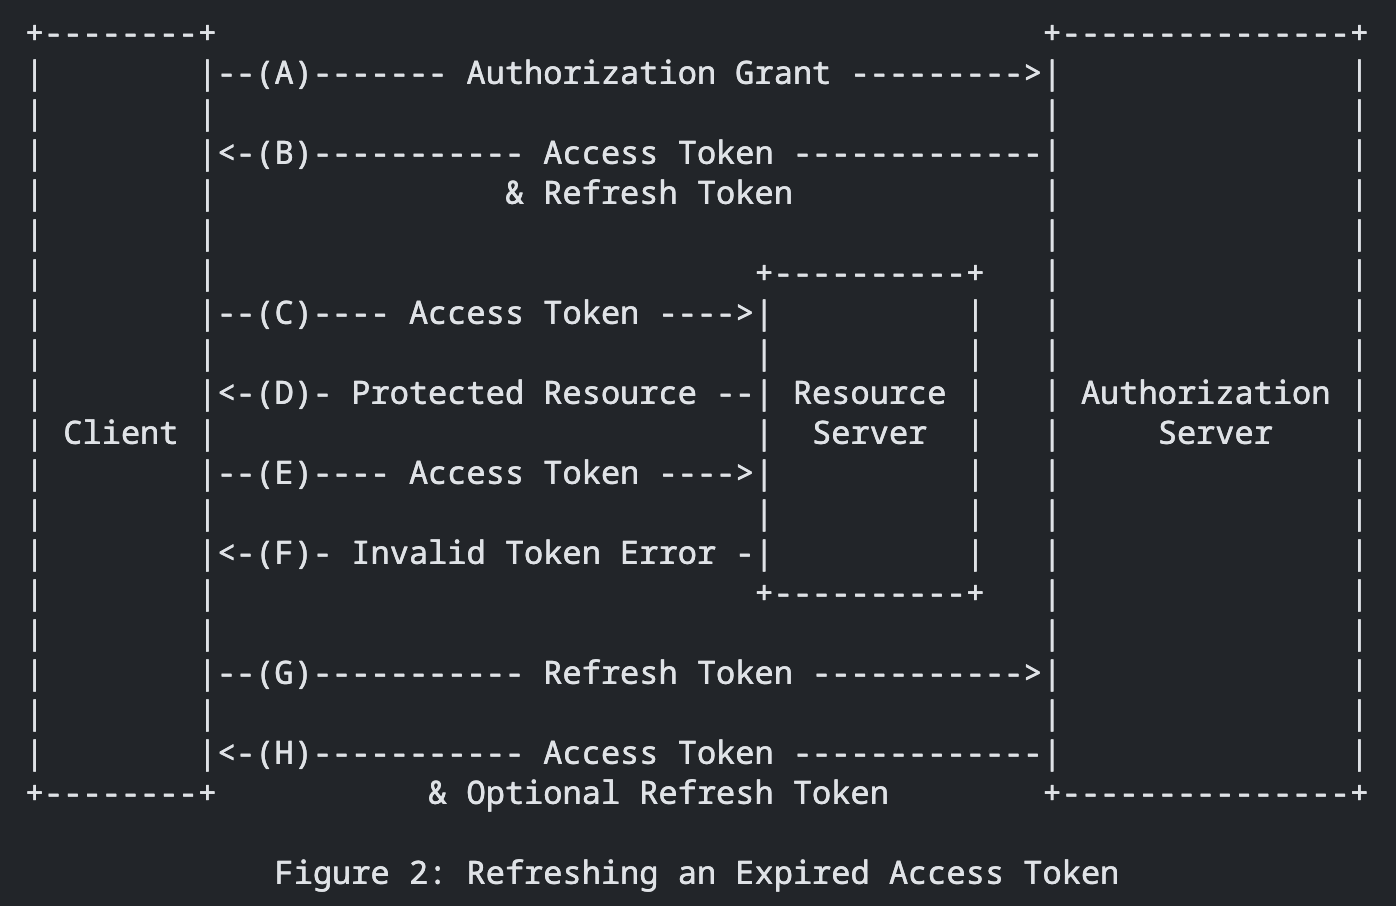 +--------+                                           +---------------+
|        |--(A)------- Authorization Grant --------->|               |
|        |                                           |               |
|        |<-(B)----------- Access Token -------------|               |
|        |               & Refresh Token             |               |
|        |                                           |               |
|        |                            +----------+   |               |
|        |--(C)---- Access Token ---->|          |   |               |
|        |                            |          |   |               |
|        |<-(D)- Protected Resource --| Resource |   | Authorization |
| Client |                            |  Server  |   |     Server    |
|        |--(E)---- Access Token ---->|          |   |               |
|        |                            |          |   |               |
|        |<-(F)- Invalid Token Error -|          |   |               |
|        |                            +----------+   |               |
|        |                                           |               |
|        |--(G)----------- Refresh Token ----------->|               |
|        |                                           |               |
|        |<-(H)----------- Access Token -------------|               |
+--------+           & Optional Refresh Token        +---------------+

             Figure 2: Refreshing an Expired Access Token